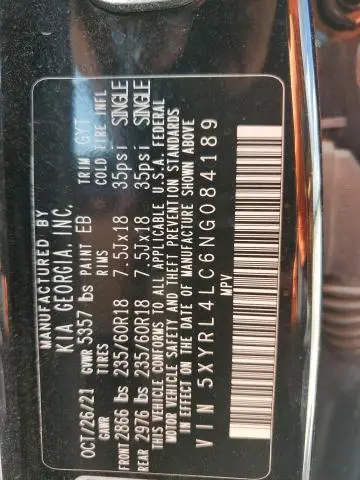 MANUFACTURED BY
KIA GEORGIA, INC.
OCT/26/21 GVWR 5357 lbs PAINT EB TRIM GYT
GAWR TIRES RIMS COLD TIRE INFL
FRONT 2866 lbs 235/60R18 7.5JX18 35psi SINGLE
REAR 2976 lbs 235/60R18 7.5JX18 35psi SINGLE
GAWR THIS VEHICLE CONFORMS TO ALL APPLICABLE U.S.A. FEDERAL
MOTOR VEHICLE SAFETY AND BUMPER AND THEFT PREVENTION STANDARDS
IN EFFECT ON THE DATE OF MANUFACTURE SHOWN ABOVE
VIN 5XYRL4LC6NG084189
MPV